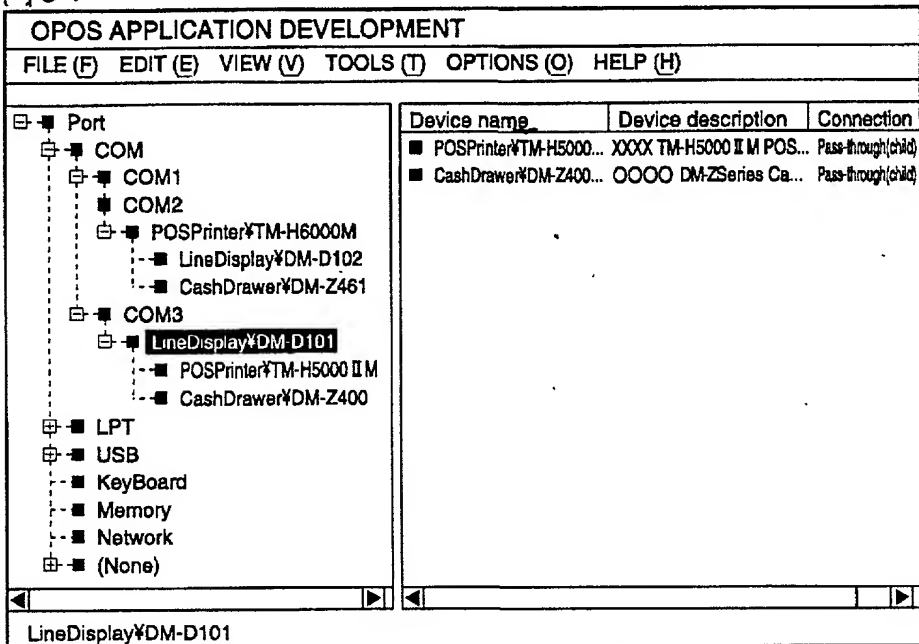 OPOS APPLICATION DEVELOPMENT
FILE (F) EDIT (E) VIEW (V) TOOLS (T) OPTIONS (O) HELP (H)
Port
COM
COM1
COM2
POSPrinter¥TM-H6000M
LineDisplay¥DM-D102
CashDrawer¥DM-Z461
COM3
LineDisplay¥DM-D101
POSPrinter¥TM-H5000 II M
CashDrawer¥DM-Z400
LPT
USB
KeyBoard
Memory
Network
(None)
Device name Device description Connection
POSPrinter¥TM-H5000... XXXX TM-H5000 II M POS... Pass-through(child)
CashDrawer¥DM-Z400... OOOO DM-ZSeries Ca... Pass-through(child)
LineDisplay¥DM-D101